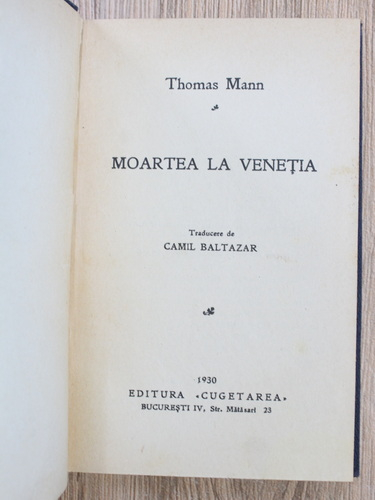 Thomas Mann
MOARTEA LA VENEȚIA
Traducere de
CAMIL BALTAZAR
1930
EDITURA «CUGETAREA»
BUCUREȘTI IV, Str. Mătăsari 23